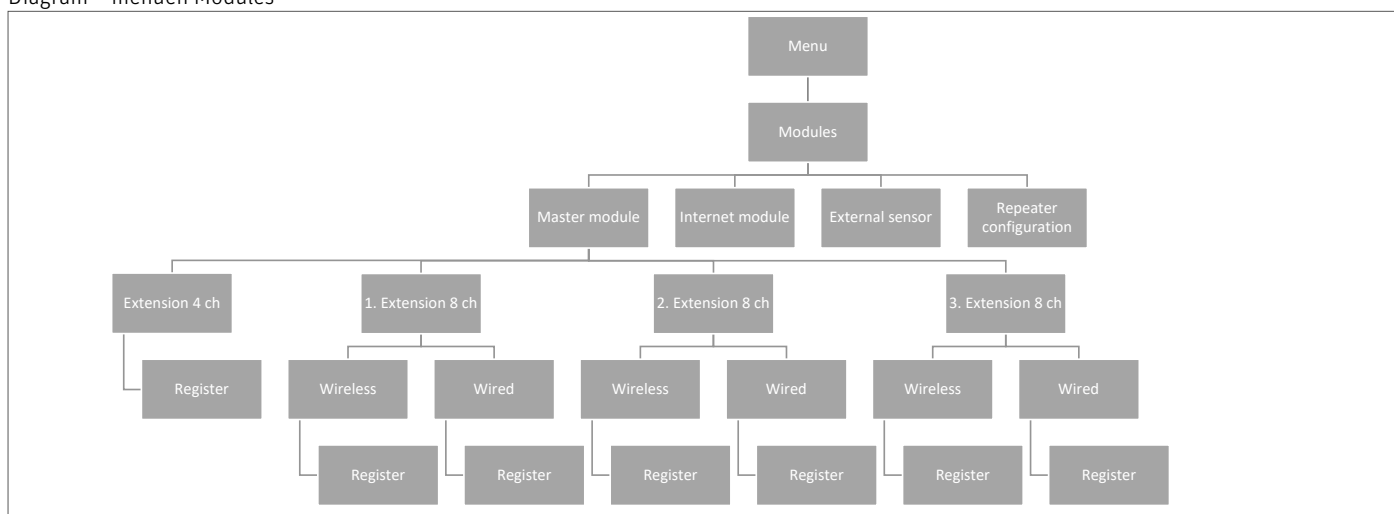 Menu
Modules
Master module
Internet module
External sensor
Repeater
configuration
Extension 4 ch
1. Extension 8 ch
2. Extension 8 ch
3. Extension 8 ch
Register
Wireless
Wired
Wireless
Wired
Wireless
Wired
Register
Register
Register
Register
Register
Register